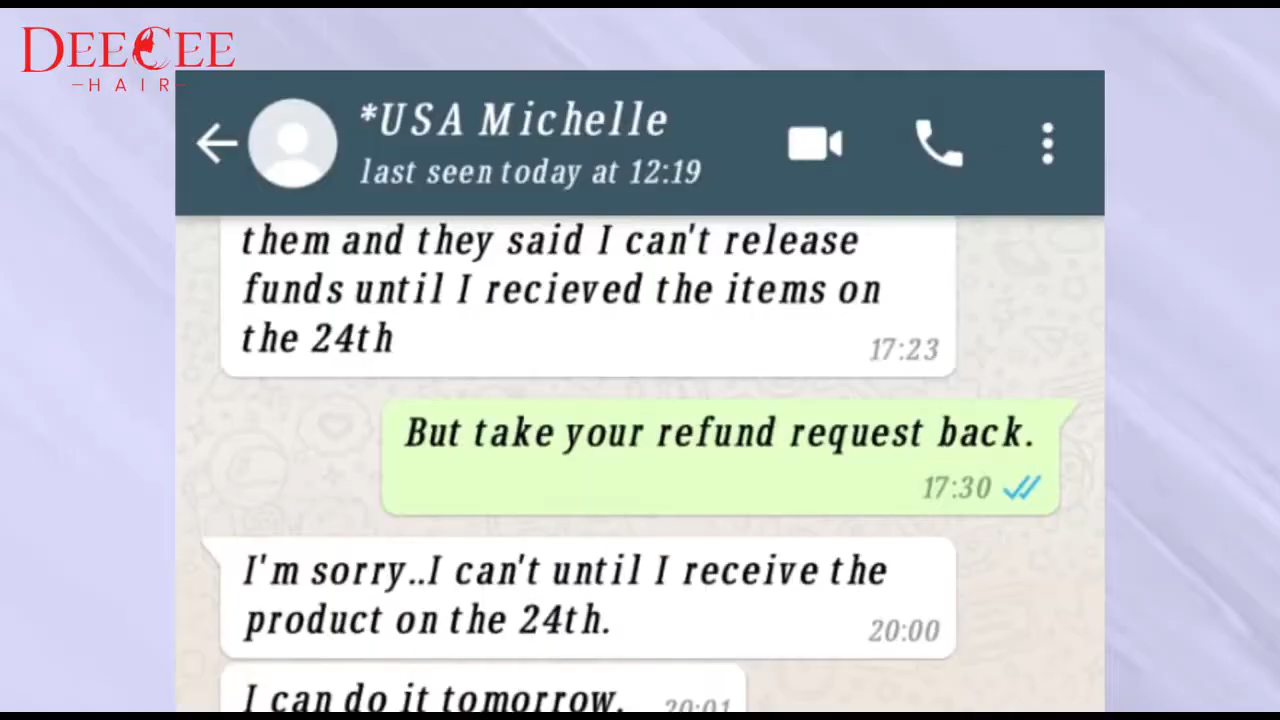 DEECEE
-HAIR-
*USA Michelle
last seen today at 12:19
them and they said I can't release
funds until I recieved the items on
the 24th
17:23
But take your refund request back.
17:30
I'm sorry..I can't until I receive the
product on the 24th.
20:00
I can do it tomorrow.
20:01